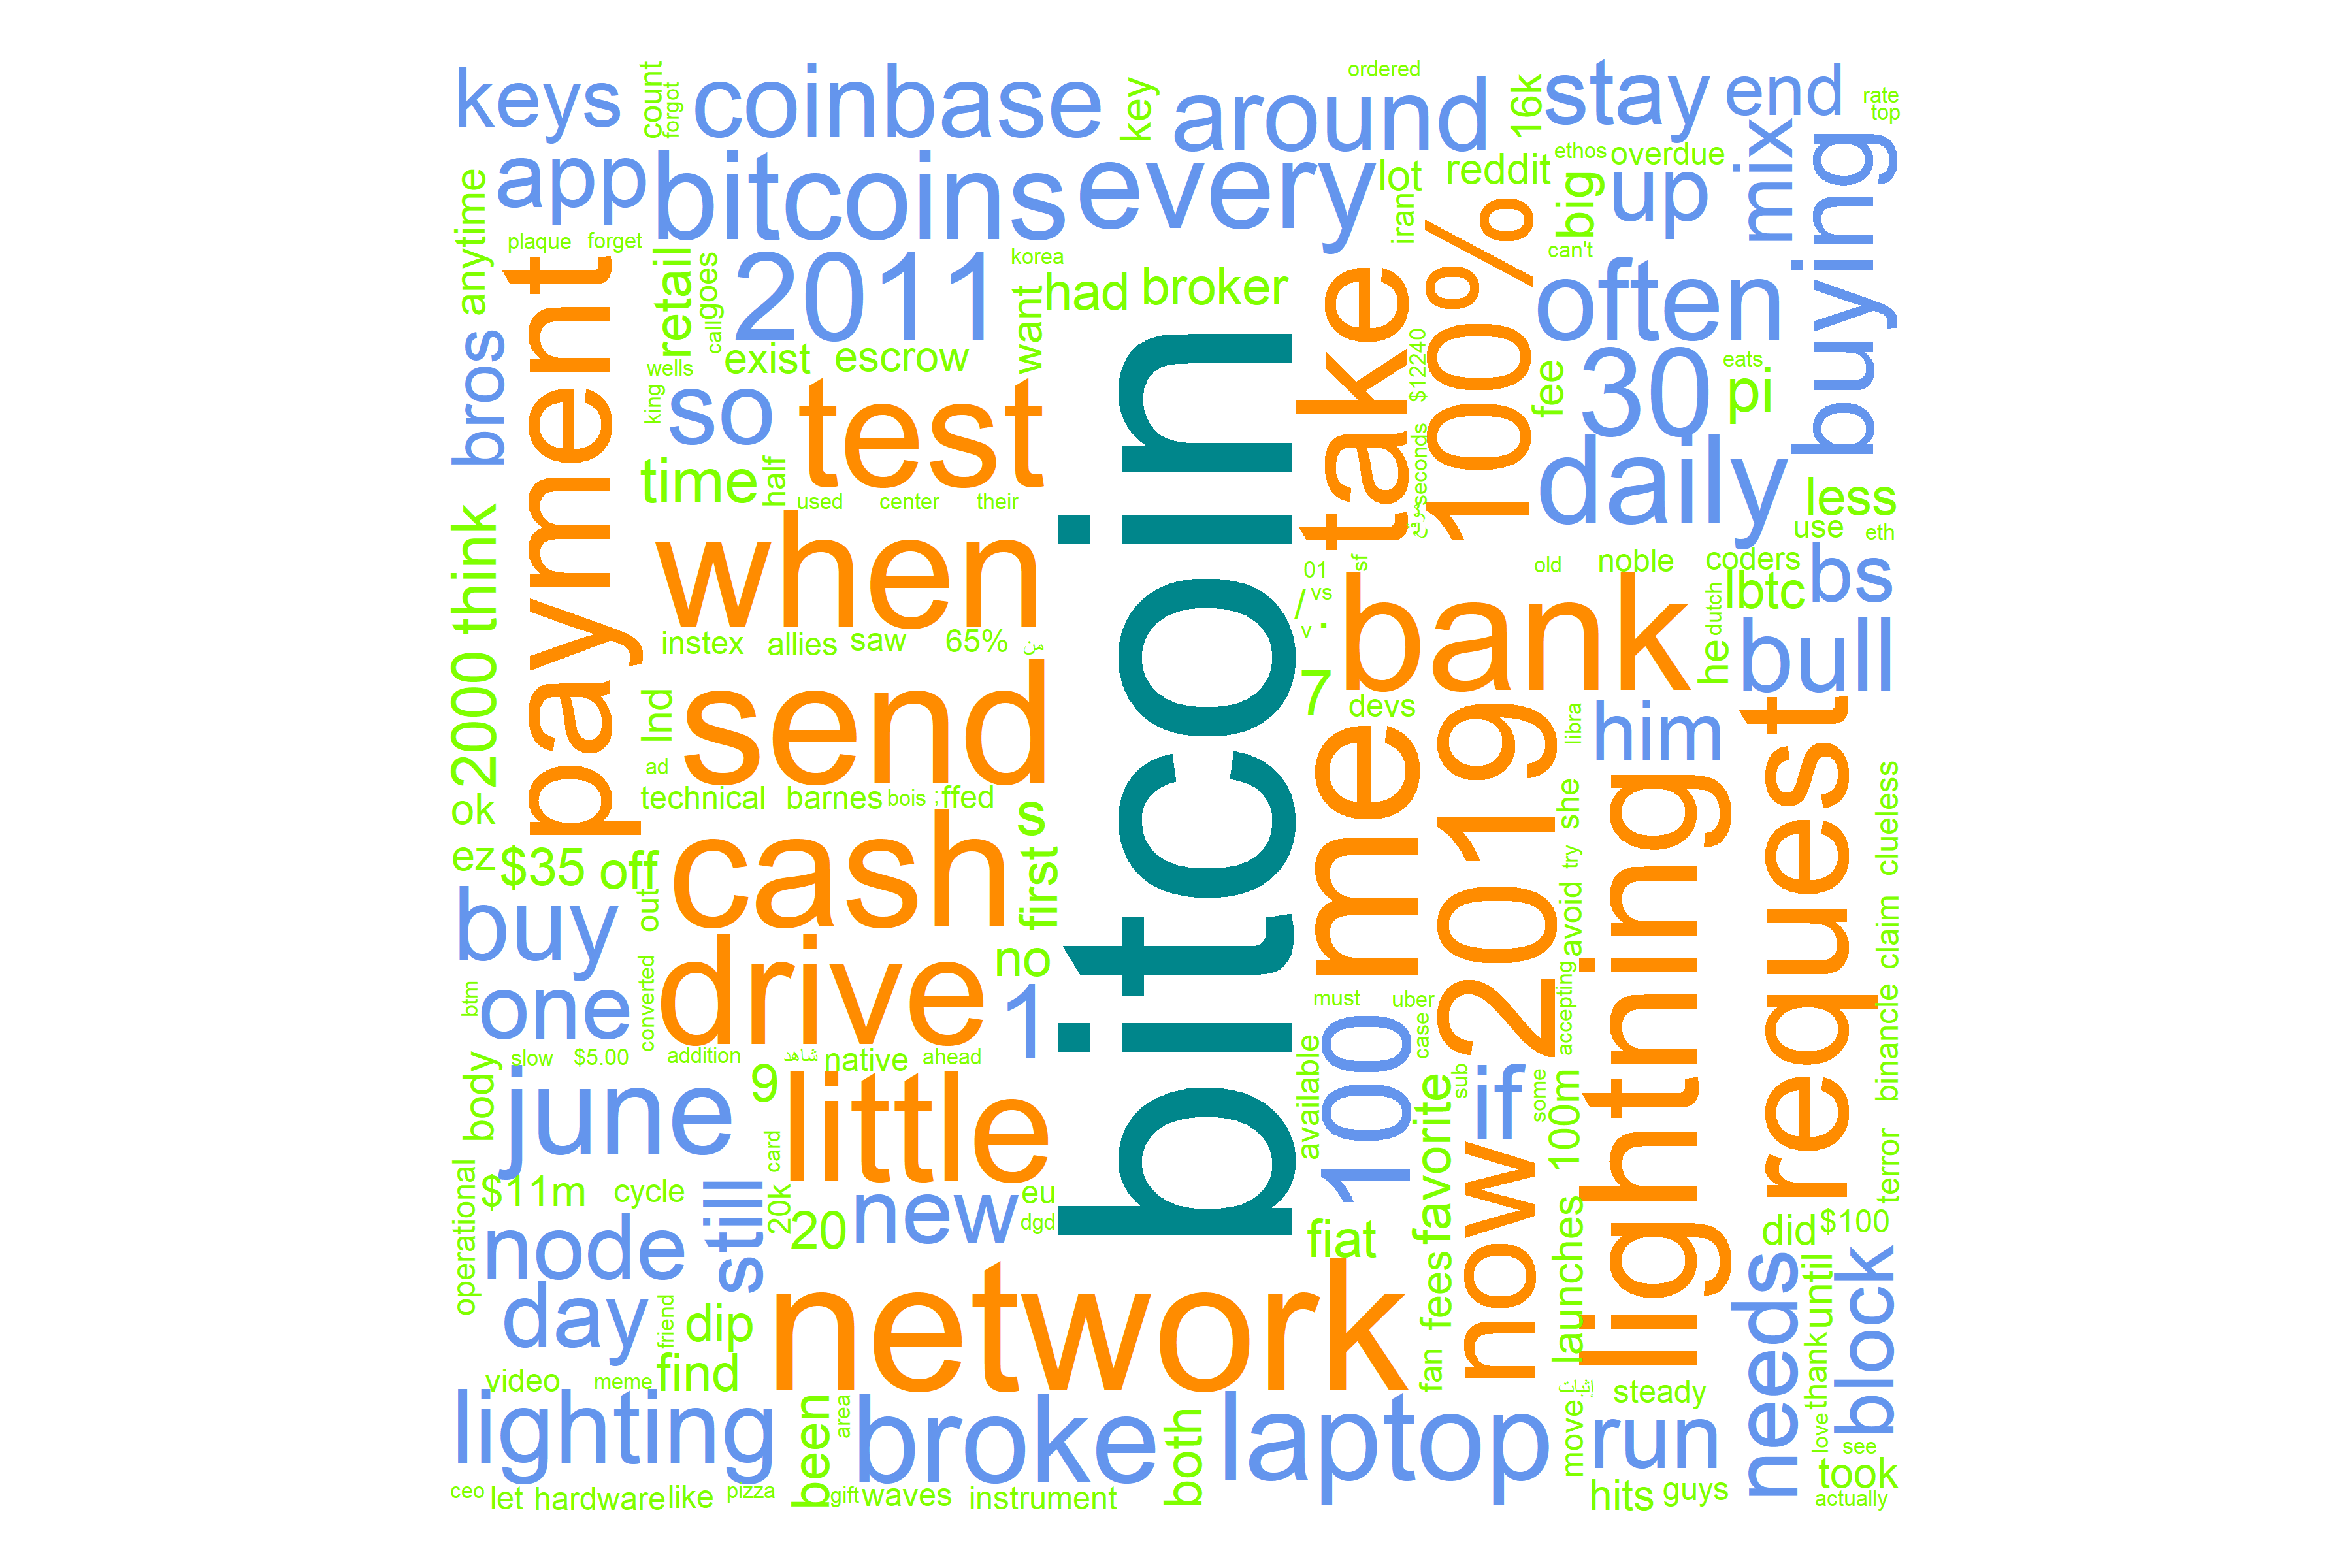 keys
count
forgot
coinbase
key
around
ordered
16k
stay
end
rate
top
app
bitcoins
every
lot
reddit
ethos
overdue
big
up
mix
buying
anytime
plaque
forget
payment
retail
goes
call
2011
korea
want
had
broker
irant
take
100%
can't
often
bros
wells
king
exist
escrow
so
test
$12240
seconds
fee
30
eats
pi
daily
time
half
used
center
their
less
use
eth
think
when
bitcoin
01
/
vs
v
.
sf
old
noble
coders
bank
he
dutch
lbtc
bs
bull
2000
instex
allies
saw
65%
من
lnd
send
7
devs
me
2019
libra
him
request
ad
technical
barnes
bois
;
ffed
ok
ez
$35
off
cash
s
first
try
she
avoid
lightning
clueless
claim
buy
out
drive
no
1
one
btm
converted
slow
$5.00
addition
شاهد
native
ahead
must
uber
case
accepting
binancle
body
june
9
little
card
available
100
sub
if
some
100m
terror
operational
$11m
cycle
still
20k
20
new
eu
dgd
fiat
favorite
now
launches
did
$100
node
day
friend
dip
network
fees
fan
needs
until
thank
block
video
meme
find
إثبات
steady
lighting
been
area
broke
both
laptop
move
run
love
see
took
ceo
let
hardware
like
pizza
gift
waves
instrument
hits
guys
actually